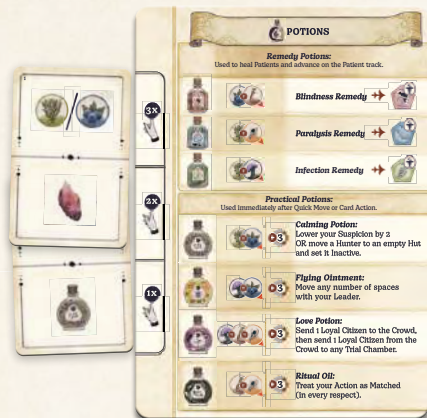 1
POTIONS
Remedy Potions:
Used to heal Patients and advance on the Patient track.
3x
Blindness Remedy
Paralysis Remedy
Infection Remedy
2x
Practical Potions:
Used immediately after Quick Move or Card Action.
Calming Potion:
Lower your Suspicion by 2
OR move a Hunter to an empty Hut
and set it Inactive.
3
1x
Flying Ointment:
Move any number of spaces
with your Leader.
3
Love Potion:
Send 1 Loyal Citizen to the Crowd,
then send 1 Loyal Citizen from the
Crowd to any Trial Chamber.
3
Ritual Oil:
Treat your Action as Matched
(in every respect).
3